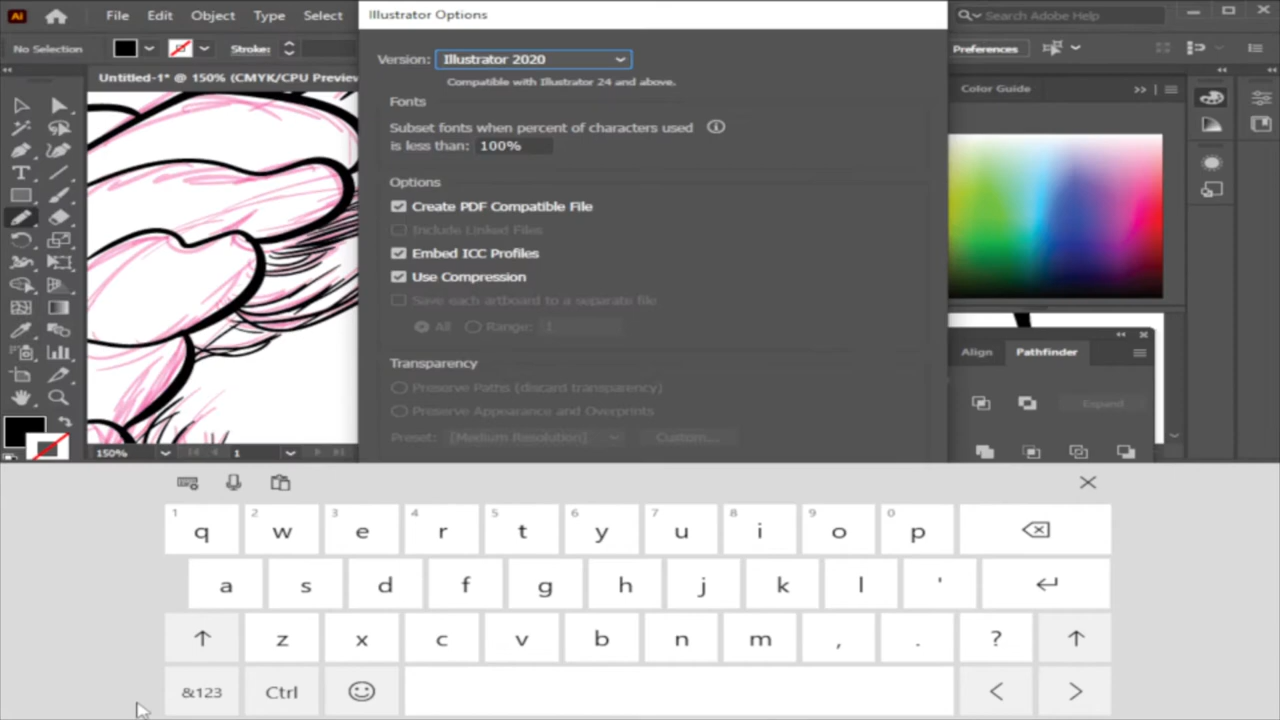 Ai File Edit Object Type Select
Illustrator Options
Search Adobe Help
No Selection
Stroke:
Preferences
Version: Illustrator 2020
Compatible with Illustrator 24 and above.
Untitled-1* @ 150% (CMYK/CPU Preview
Color Guide
Fonts
Subset fonts when percent of characters used
is less than: 100%
Options
Create PDF Compatible File
Include Linked Files
Embed ICC Profiles
Use Compression
Save each artboard to a separate file
All Range: 1
Transparency
Preserve Paths (discard transparency)
Preserve Appearance and Overprints
Preset: [Medium Resolution] Custom...
Align Pathfinder
Expand
150% 1
1 2 3 4 5 6 7 8 9 0
q w e r t y u i o p
a s d f g h j k l '
z x c v b n m , . ?
&123 Ctrl